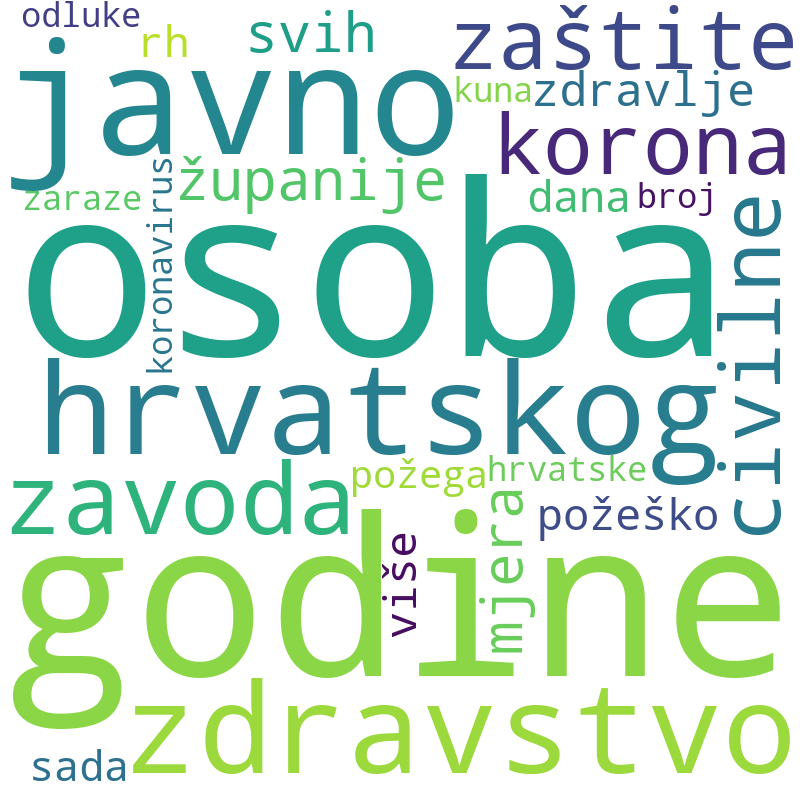 odluke
rh
svih
zaštite
javno
kuna
zdravlje
korona
županije
koronavirus
zaraze
dana
broj
osoba
civilne
hrvatskog
zavoda
požega
hrvatske
mjera
požeško
više
godine
zdravstvo
sada